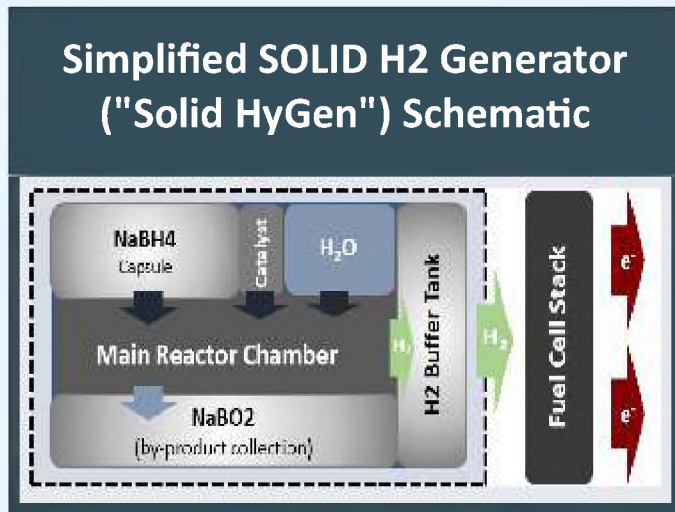 Simplified SOLID H2 Generator
("Solid HyGen") Schematic
NaBH4
Capsule
Catalyst
H₂O
Main Reactor Chamber
NaBO2
(by-product collection)
H₂
H2 Buffer Tank
H₂
Fuel Cell Stack
e⁻
e⁻